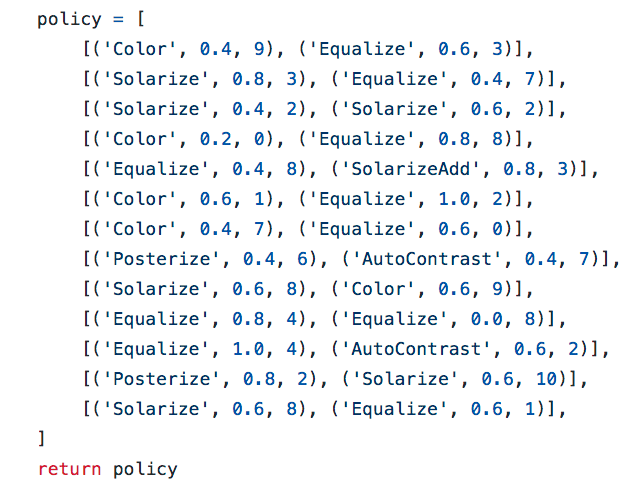 policy = [
    [('Color', 0.4, 9), ('Equalize', 0.6, 3)],
    [('Solarize', 0.8, 3), ('Equalize', 0.4, 7)],
    [('Solarize', 0.4, 2), ('Solarize', 0.6, 2)],
    [('Color', 0.2, 0), ('Equalize', 0.8, 8)],
    [('Equalize', 0.4, 8), ('SolarizeAdd', 0.8, 3)],
    [('Color', 0.6, 1), ('Equalize', 1.0, 2)],
    [('Color', 0.4, 7), ('Equalize', 0.6, 0)],
    [('Posterize', 0.4, 6), ('AutoContrast', 0.4, 7)],
    [('Solarize', 0.6, 8), ('Color', 0.6, 9)],
    [('Equalize', 0.8, 4), ('Equalize', 0.0, 8)],
    [('Equalize', 1.0, 4), ('AutoContrast', 0.6, 2)],
    [('Posterize', 0.8, 2), ('Solarize', 0.6, 10)],
    [('Solarize', 0.6, 8), ('Equalize', 0.6, 1)],
]
return policy